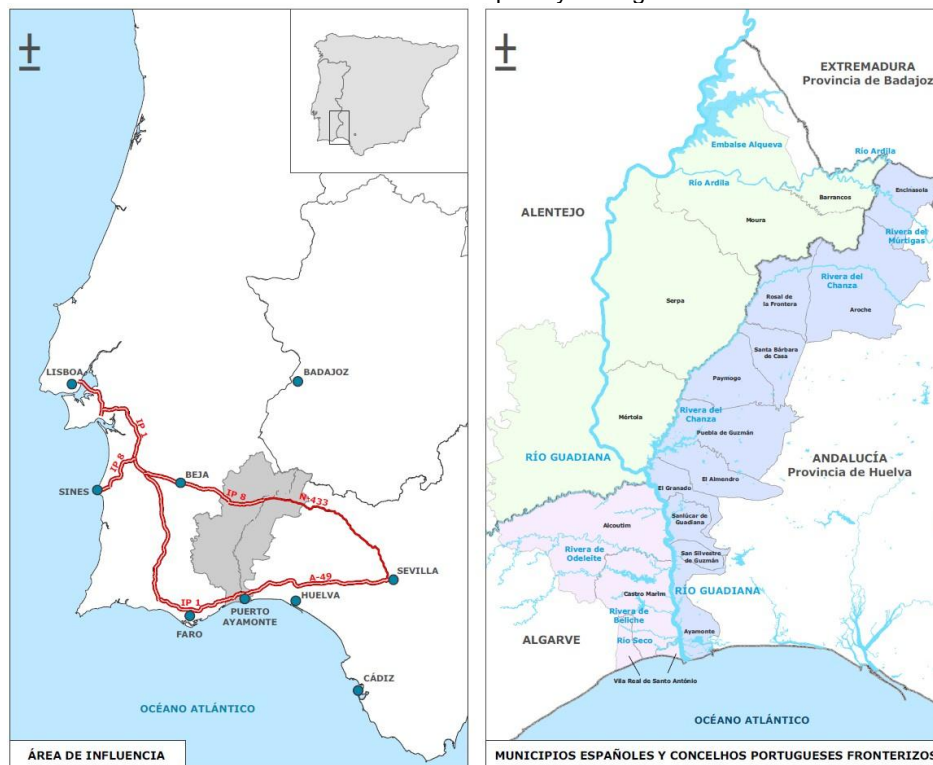 ±
LISBOA
IP 1
IP 8
SINES
BEJA
BADAJOZ
IP 8
N-433
SEVILLA
A-49
HUELVA
IP 1
PUERTO
AYAMONTE
FARO
CÁDIZ
OCÉANO ATLÁNTICO
ÁREA DE INFLUENCIA
±
EXTREMADURA
Provincia de Badajoz
Embalse Alqueva
Río Ardila
Río Ardila
Encinasola
Barrancos
ALENTEJO
Moura
Rivera del
Múrtigas
Rivera del
Chanza
Serpa
Rosal de
la Frontera
Aroche
Santa Bárbara
de Casa
Paymogo
Mértola
Rivera del
Chanza
Puebla de Guzmán
RÍO GUADIANA
ANDALUCÍA
Provincia de Huelva
El Almendro
El Granado
Sanlúcar de
Guadiana
Alcoutim
San Silvestre
de Guzmán
Rivera de
Odeleite
RÍO GUADIANA
Castro Marim
Rivera de
Beliche
ALGARVE
Río Seco
Ayamonte
Vila Real de Santo António
OCÉANO ATLÁNTICO
MUNICIPIOS ESPAÑOLES Y CONCELHOS PORTUGUESES FRONTERIZOS